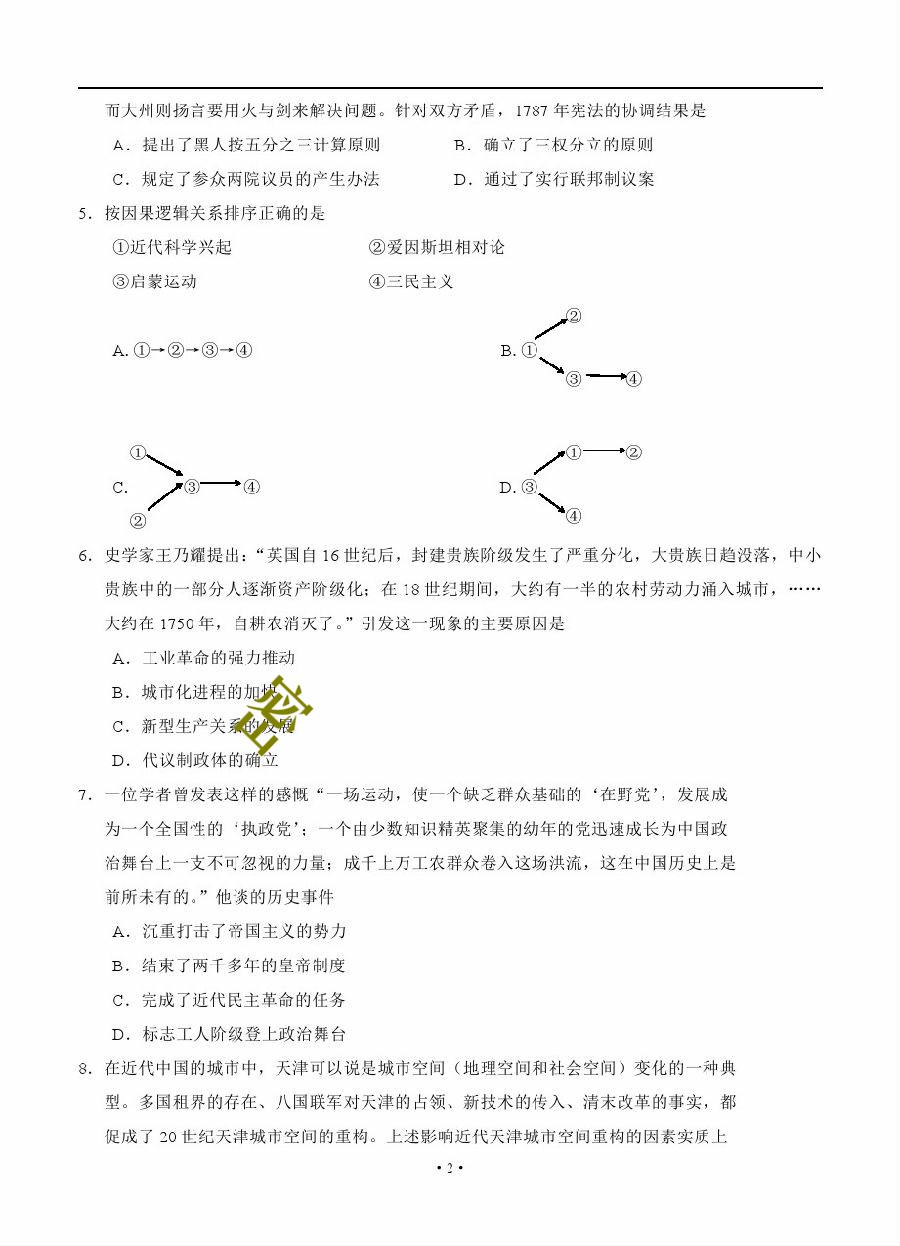 而大州则扬言要用火与剑来解决问题。针对双方矛盾，1787 年宪法的协调结果是
A．提出了黑人按五分之三计算原则　B．确立了三权分立的原则
C．规定了参众两院议员的产生办法　D．通过了实行联邦制议案
5．按因果逻辑关系排序正确的是
①近代科学兴起　②爱因斯坦相对论
③启蒙运动　④三民主义
A. ①→②→③→④
B. ① ② ③ ④
C. ① ② ③ ④
D. ③ ① ② ④
6．史学家王乃耀提出：“英国自 16 世纪后，封建贵族阶级发生了严重分化，大贵族日趋没落，中小
贵族中的一部分人逐渐资产阶级化；在 18 世纪期间，大约有一半的农村劳动力涌入城市，……
大约在 1750 年，自耕农消灭了。”引发这一现象的主要原因是
A．工业革命的强力推动
B．城市化进程的加快
C．新型生产关系的发展
D．代议制政体的确立
密
7．一位学者曾发表这样的感慨“一场运动，使一个缺乏群众基础的‘在野党’，发展成
为一个全国性的‘执政党’；一个由少数知识精英聚集的幼年的党迅速成长为中国政
治舞台上一支不可忽视的力量；成千上万工农群众卷入这场洪流，这在中国历史上是
前所未有的。”他谈的历史事件
A．沉重打击了帝国主义的势力
B．结束了两千多年的皇帝制度
C．完成了近代民主革命的任务
D．标志工人阶级登上政治舞台
8．在近代中国的城市中，天津可以说是城市空间（地理空间和社会空间）变化的一种典
型。多国租界的存在、八国联军对天津的占领、新技术的传入、清末改革的事实，都
促成了 20 世纪天津城市空间的重构。上述影响近代天津城市空间重构的因素实质上
·2·